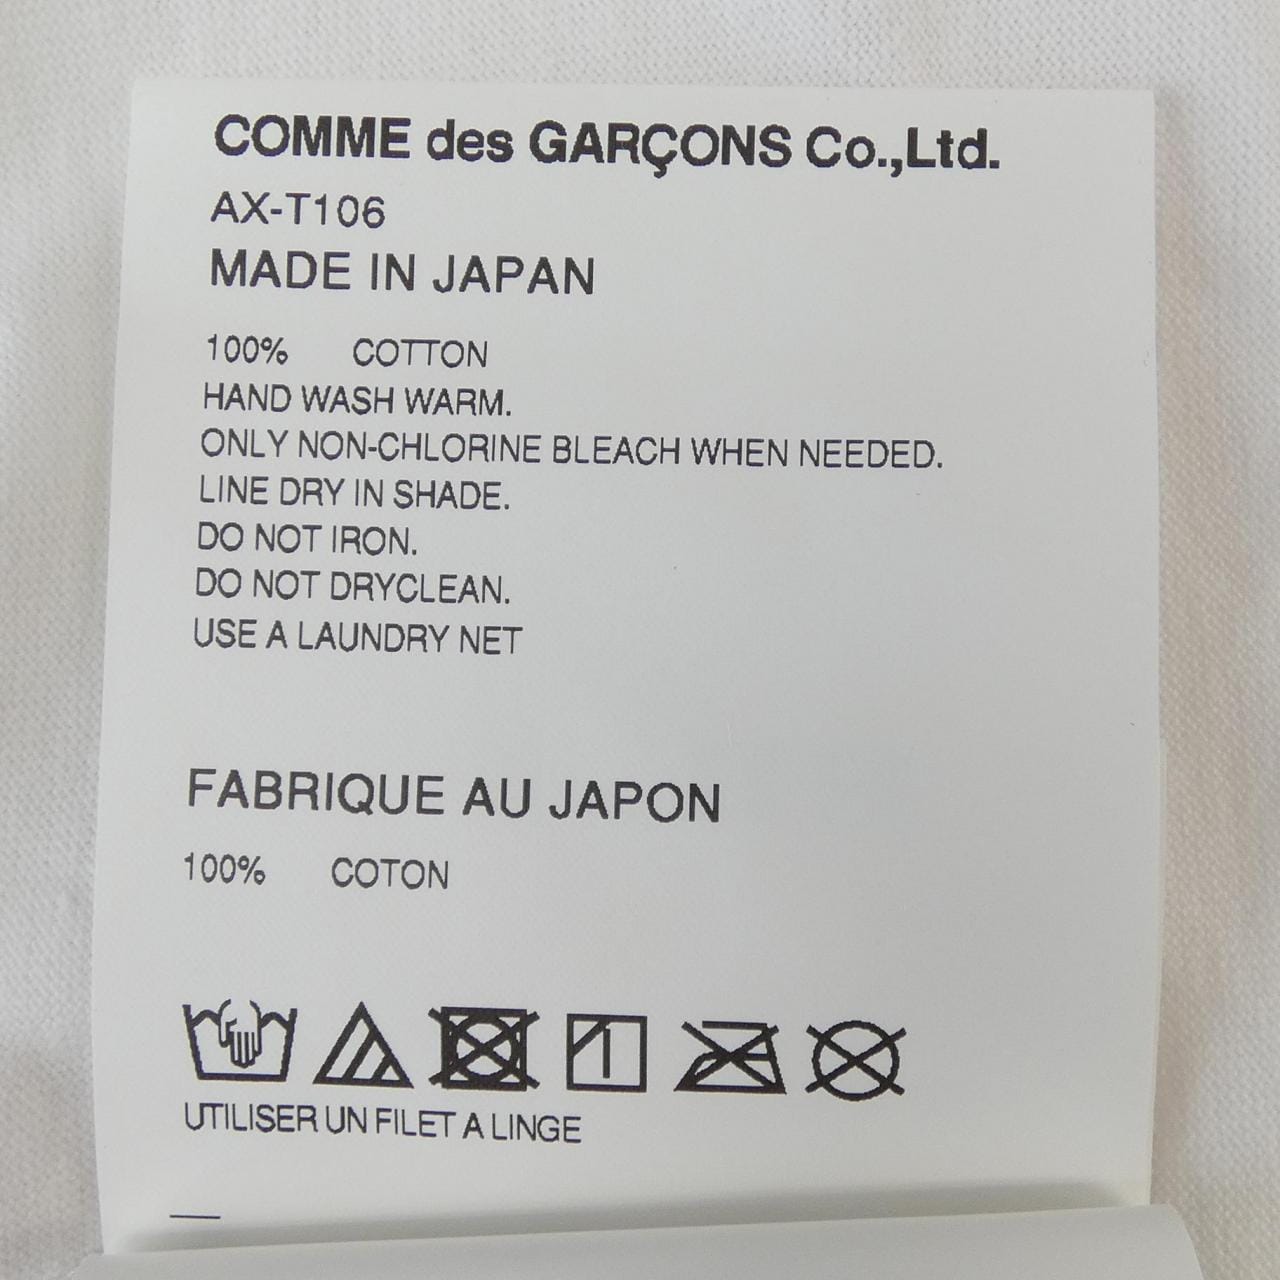 COMME des GARÇONS Co.,Ltd.
AX-T106
MADE IN JAPAN
100% COTTON
HAND WASH WARM.
ONLY NON-CHLORINE BLEACH WHEN NEEDED.
LINE DRY IN SHADE.
DO NOT IRON.
DO NOT DRYCLEAN.
USE A LAUNDRY NET
FABRIQUE AU JAPON
100% COTON
UTILISER UN FILET A LINGE